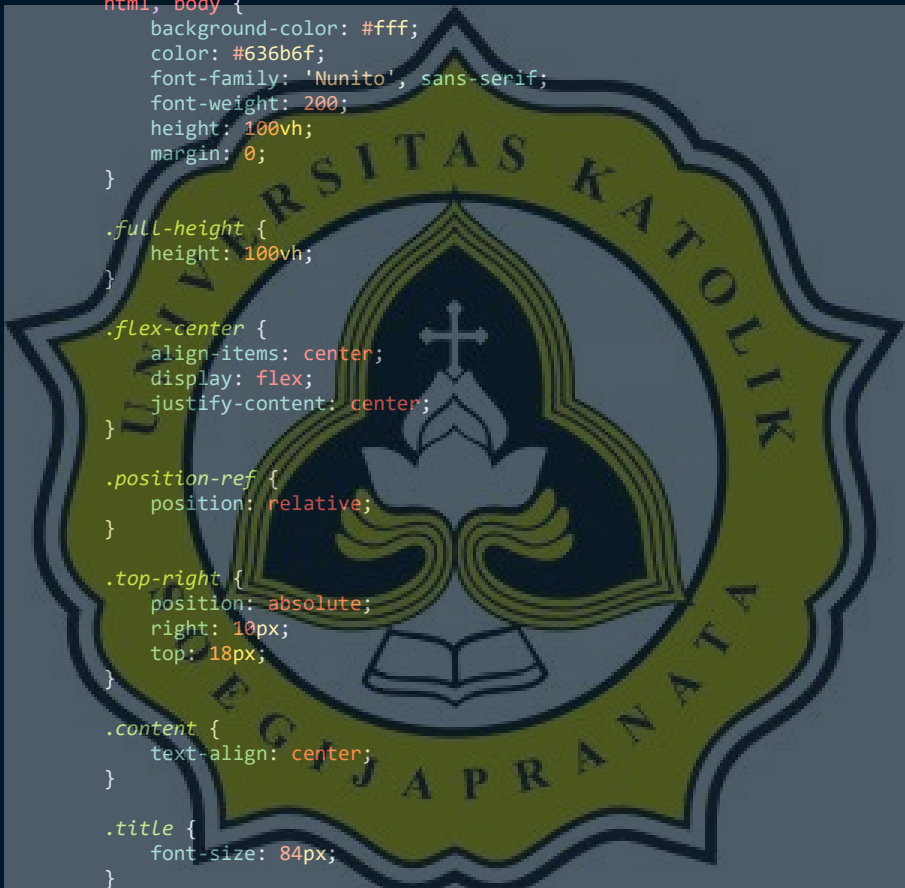 html, body {
    background-color: #fff;
    color: #636b6f;
    font-family: 'Nunito', sans-serif;
    font-weight: 200;
    height: 100vh;
    margin: 0;
}

.full-height {
    height: 100vh;
}

.flex-center {
    align-items: center;
    display: flex;
    justify-content: center;
}

.position-ref {
    position: relative;
}

.top-right {
    position: absolute;
    right: 10px;
    top: 18px;
}

.content {
    text-align: center;
}

.title {
    font-size: 84px;
}
UNIVERSITAS KATOLIK
SOEGIJAPRANATA